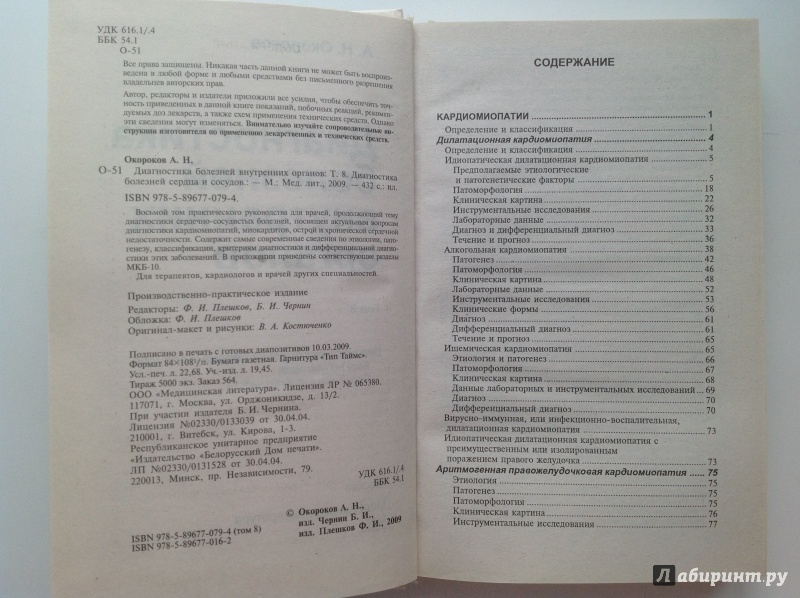 УДК 616.1/.4
ББК 54.1
О-51
Все права защищены. Никакая часть данной книги не может быть воспроиз-
ведена в любой форме и любыми средствами без письменного разрешения
владельцев авторских прав.
Автор, редакторы и издатели приложили все усилия, чтобы обеспечить точ-
ность приведенных в данной книге показаний, побочных реакций, рекомен-
дуемых доз лекарств, а также схем применения технических средств. Однако
эти сведения могут изменяться. Внимательно изучайте сопроводительные ин-
струкции изготовителя по применению лекарственных и технических средств.
Окороков А. Н,
О-51 Диагностика болезней внутренних органов: Т. 8. Диагностика
болезней сердца и сосудов.: — М.: Мед. лит., 2009. — 432 с.: ил.
ISBN 978-5-89677-079-4.
Восьмой том практического руководства для врачей, продолжающий тему
диагностики сердечно-сосудистых болезней, посвящен актуальным вопросам
диагностики кардиомиопатий, миокардитов, острой и хронической сердечной
недостаточности. Содержит самые современные сведения по этиологии, пато-
генезу, классификации, критериям диагностики и дифференциальной диагно-
стики этих заболеваний. В приложении приведены соответствующие разделы
МКБ-10.
Для терапевтов, кардиологов и врачей других специальностей.
Производственно-практическое издание
Редакторы: Ф. И. Плешков, Б. И. Чернин
Обложка: Ф. И. Плешков
Оригинал-макет и рисунки: В. А. Костюченко
Подписано в печать с готовых диапозитивов 10.03.2009.
Формат 84×108¹/₃₂. Бумага газетная. Гарнитура «Тип Таймс».
Усл.-печ. л. 22,68. Уч.-изд. л. 19,45.
Тираж 5000 экз. Заказ 564.
ООО «Медицинская литература». Лицензия ЛР № 065380.
117071, г. Москва, ул. Орджоникидзе, д. 13/2.
При участии издателя Б. И. Чернина.
Лицензия №02330/0133039 от 30.04.04.
210001, г. Витебск, ул. Кирова, 1-3.
Республиканское унитарное предприятие
«Издательство «Белорусский Дом печати».
ЛП №02330/0131528 от 30.04.04.
220013, Минск, пр. Независимости, 79.
УДК 616.1/.4
ББК 54.1
© Окороков А. Н.,
изд. Чернин Б. И.,
изд. Плешков Ф. И., 2009
ISBN 978-5-89677-079-4 (том 8)
ISBN 978-5-89677-016-2
СОДЕРЖАНИЕ
КАРДИОМИОПАТИИ 1
Определение и классификация 1
Дилатационная кардиомиопатия 4
Определение и классификация 4
Идиопатическая дилатационная кардиомиопатия 5
Предполагаемые этиологические
и патогенетические факторы 5
Патоморфология 18
Клиническая картина 22
Инструментальные исследования 26
Лабораторные данные 32
Диагноз и дифференциальный диагноз 33
Течение и прогноз 36
Алкогольная кардиомиопатия 38
Патогенез 42
Патоморфология 46
Клиническая картина 48
Лабораторные данные 52
Инструментальные исследования 53
Клинические формы 56
Диагноз 61
Дифференциальный диагноз 61
Течение и прогноз 65
Ишемическая кардиомиопатия 65
Этиология и патогенез 66
Патоморфология 67
Клиническая картина 68
Данные лабораторных и инструментальных исследований 69
Диагноз 70
Дифференциальный диагноз 70
Вирусно-иммунная, или инфекционно-воспалительная,
дилатационная кардиомиопатия 73
Идиопатическая дилатационная кардиомиопатия с
преимущественным или изолированным
поражением правого желудочка 73
Аритмогенная правожелудочковая кардиомиопатия 75
Этиология 75
Патогенез 75
Патоморфология 75
Клиническая картина 76
Инструментальные исследования 77
Лабиринт.ру